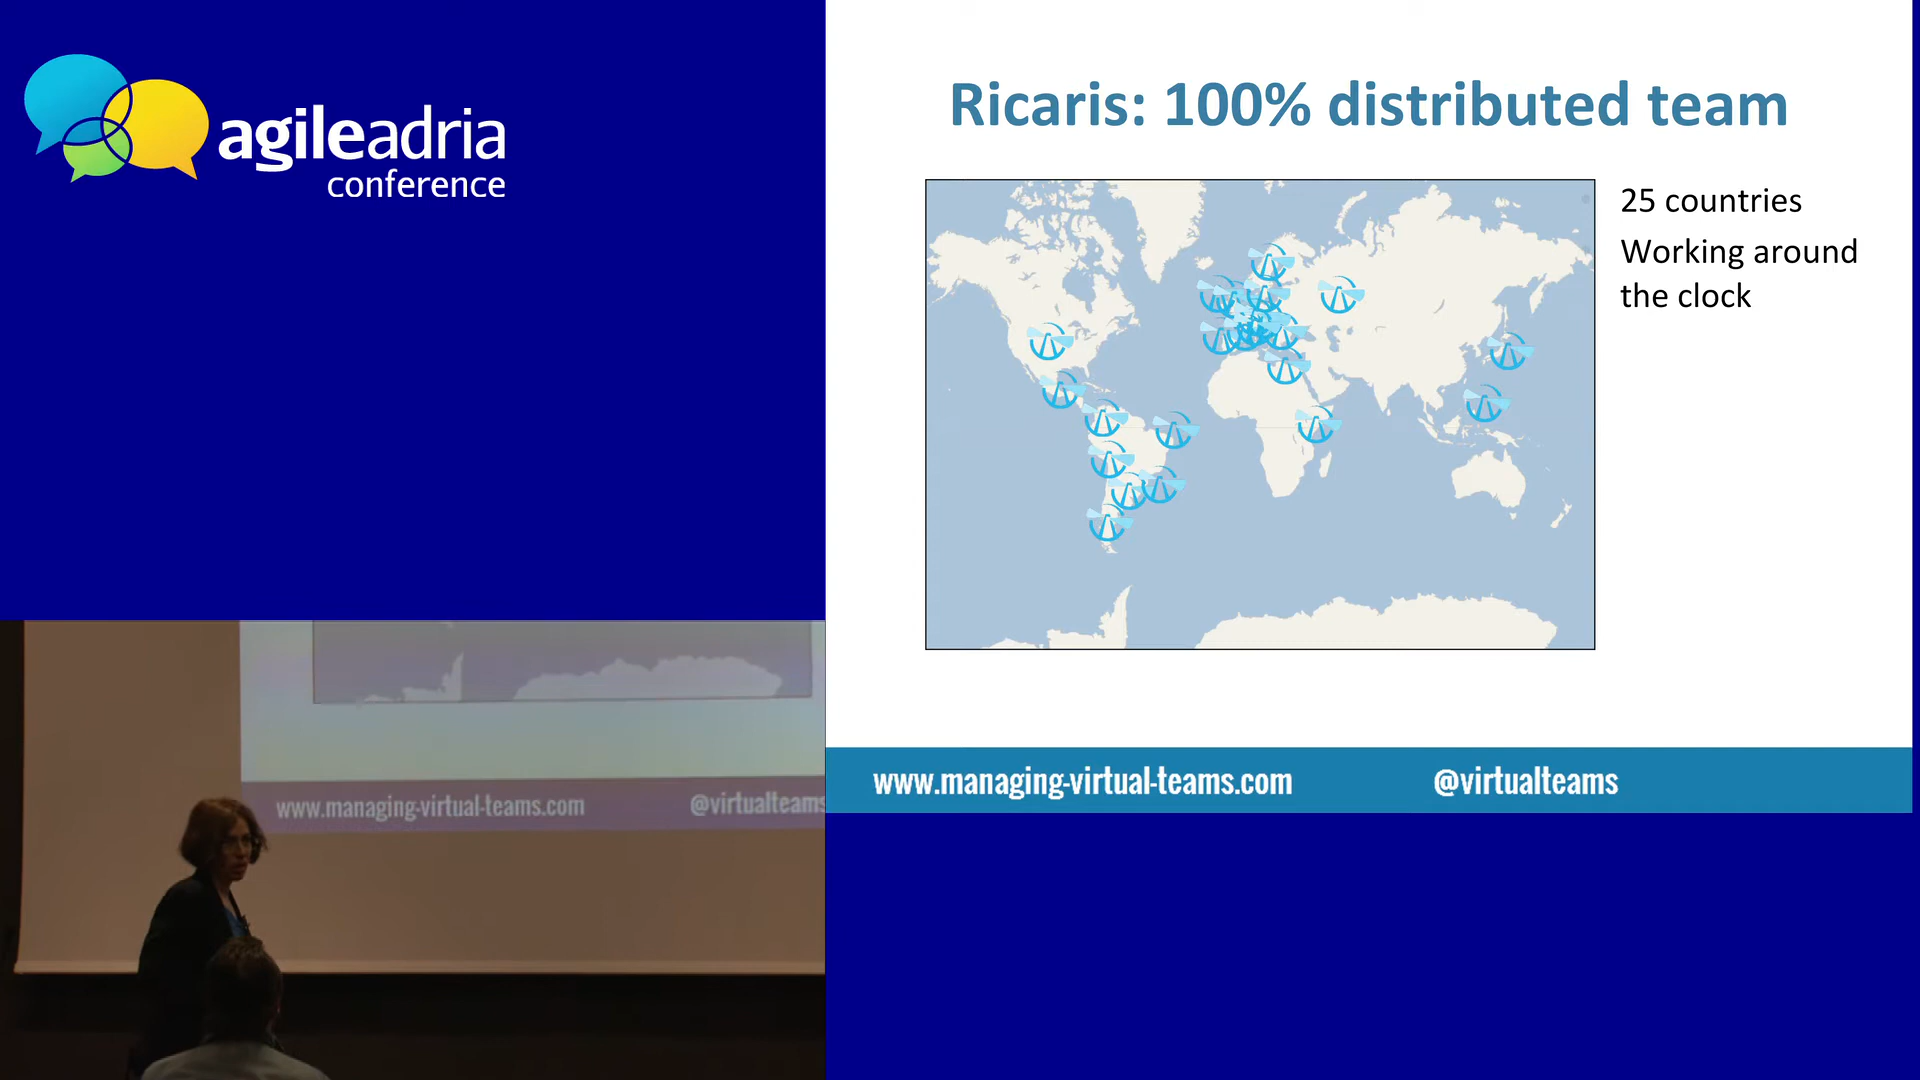 agileadria
conference
Ricaris: 100% distributed team
25 countries
Working around
the clock
www.managing-virtual-teams.com
@virtualteams
www.managing-virtual-teams.com
@virtualteams